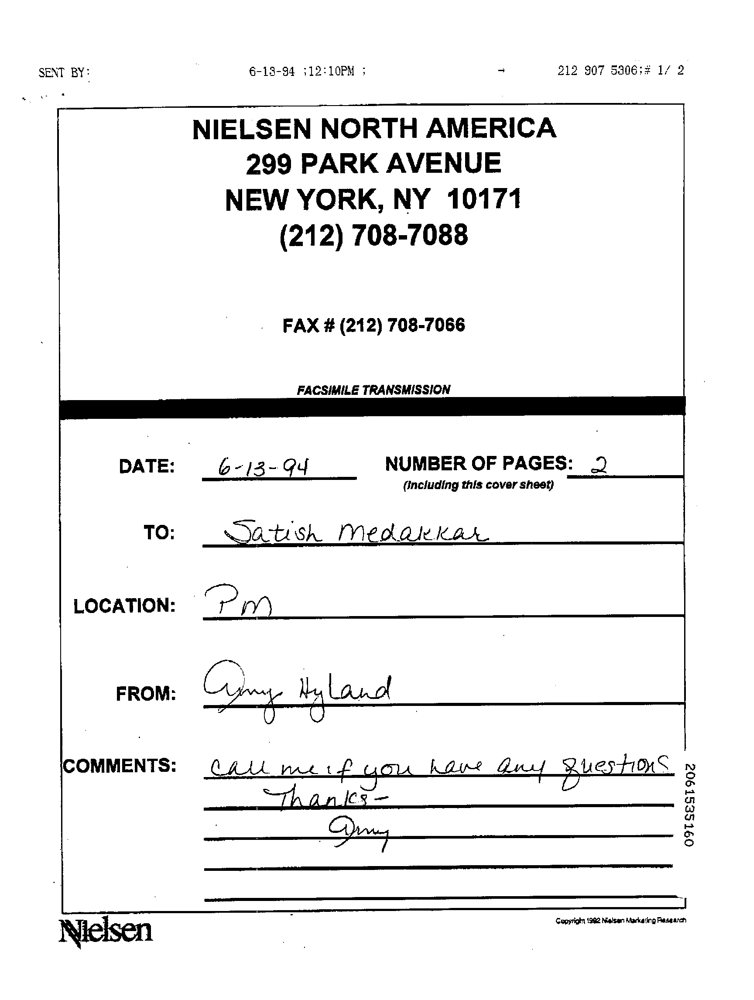 SENT BY: 6-13-94 ;12:10PM ; → 212 907 5306;# 1/ 2
NIELSEN NORTH AMERICA
299 PARK AVENUE
NEW YORK, NY 10171
(212) 708-7088
FAX # (212) 708-7066
FACSIMILE TRANSMISSION
DATE: 6-13-94 NUMBER OF PAGES: 2
(including this cover sheet)
TO: Satish Medakkar
LOCATION: PM
FROM: Amy Hyland
COMMENTS: Call me if you have any questions
Thanks-
Amy
2061535160
Nielsen
Copyright 1992 Nielsen Marketing Research